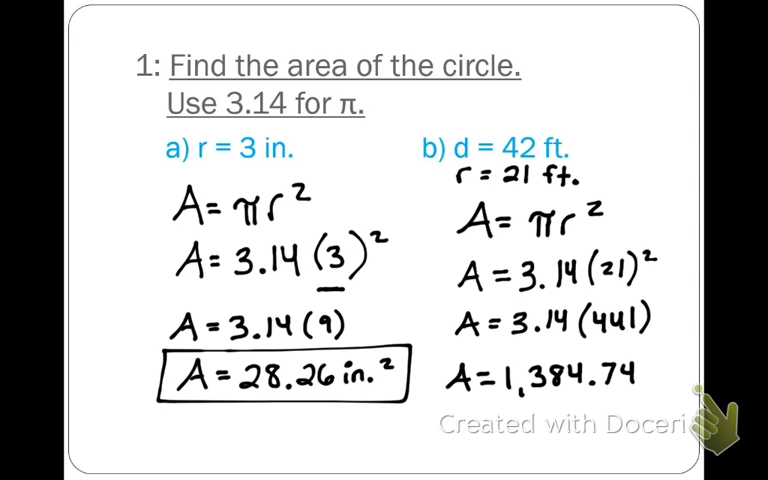 1: Find the area of the circle.
Use 3.14 for π.
a) r = 3 in.
A = πr²
A = 3.14 (3)²
A = 3.14 (9)
A = 28.26 in.²
b) d = 42 ft.
r = 21 ft.
A = πr²
A = 3.14 (21)²
A = 3.14 (441)
A = 1,384.74
Created with Doceri